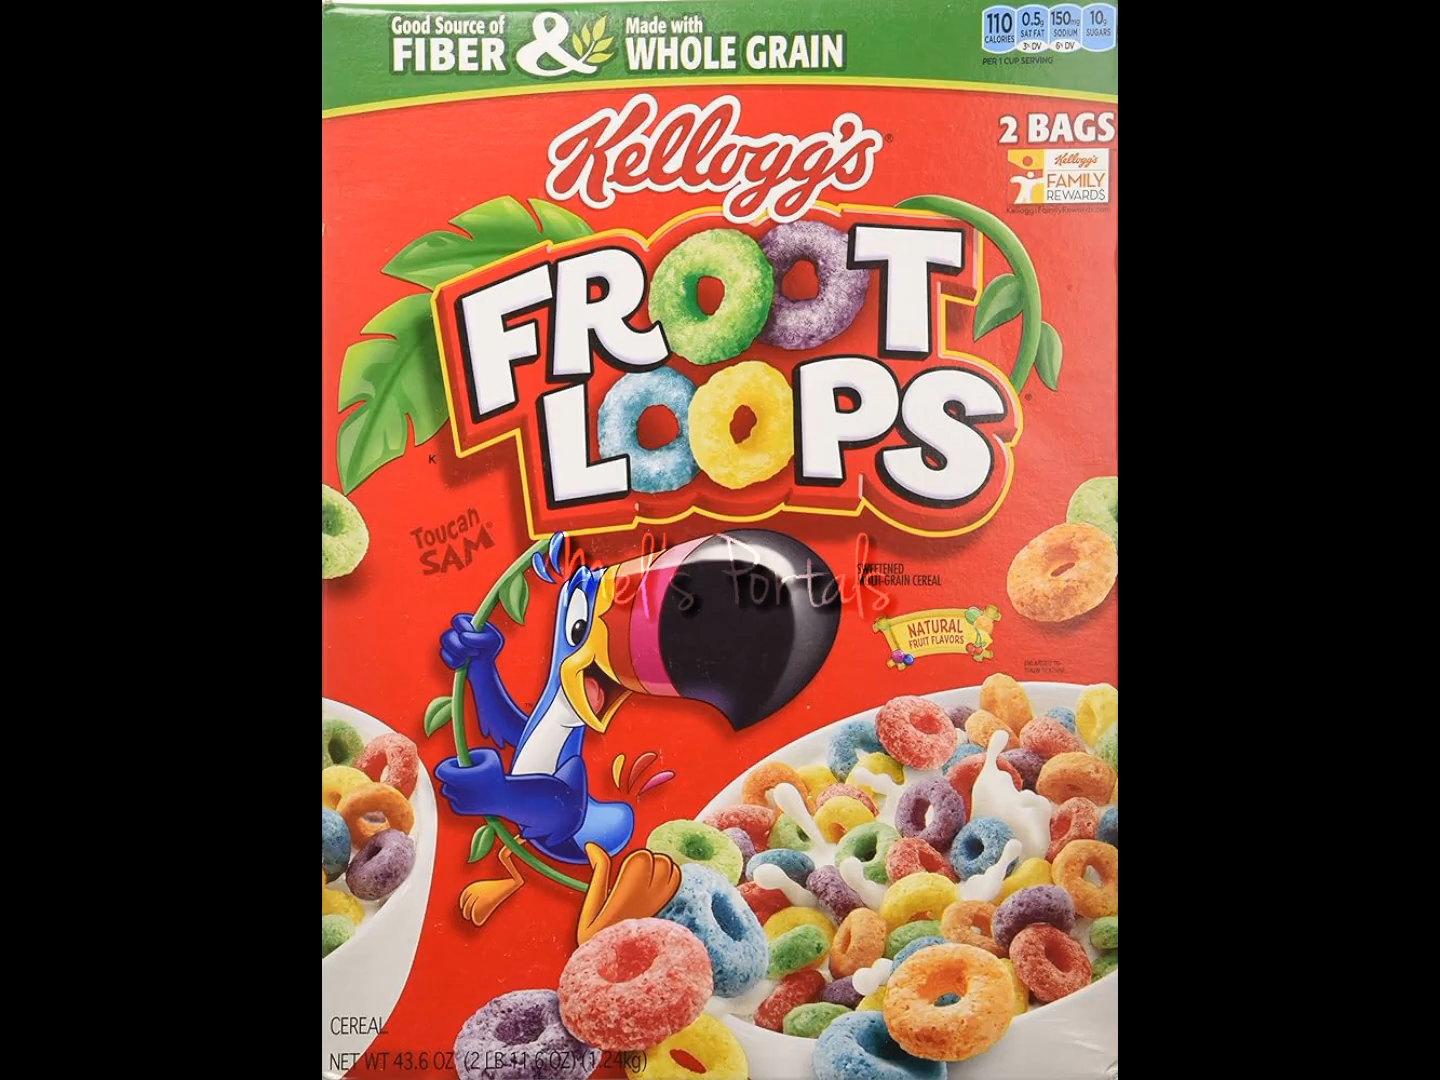 Good Source of
FIBER
&
Made with
WHOLE GRAIN
110
CALORIES
0.5g
SAT FAT
3% DV
150mg
SODIUM
6% DV
10g
SUGARS
PER 1 CUP SERVING
Kellogg's®
2 BAGS
Kellogg's
FAMILY
REWARDS
KelloggsFamilyRewards.com
FROOT
LOOPS®
K
Toucan
SAM®
Mel's Portals
SWEETENED
MULTI-GRAIN CEREAL
NATURAL
FRUIT FLAVORS
™
CEREAL
NET WT 43.6 OZ (2 LB 11.6 OZ) (1.24kg)